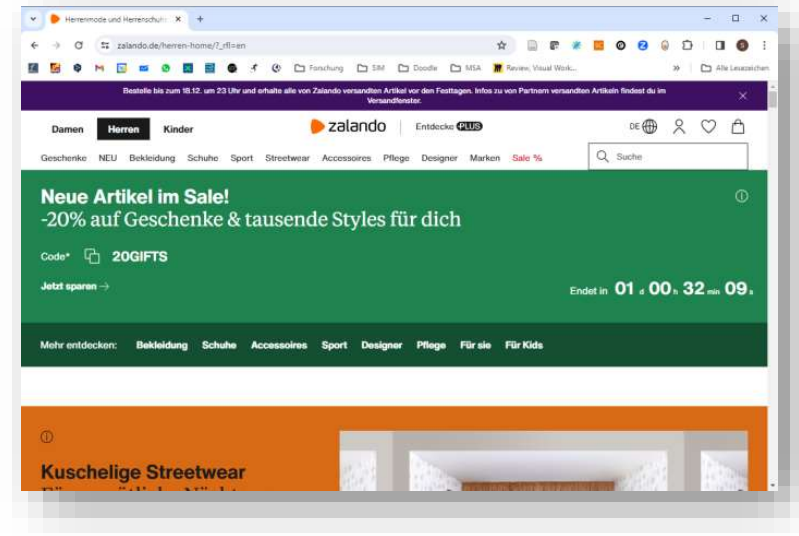 Herrenmode und Herrenschuh
zalando.de/herren-home/?_rfl=en
Forschung SIM Doodle MSA Review, Visual Work... » Alle Lesezeichen
Bestelle bis zum 18.12. um 23 Uhr und erhalte alle von Zalando versandten Artikel vor den Festtagen. Infos zu von Partnern versandten Artikeln findest du im
Versandfenster.
Damen Herren Kinder zalando Entdecke PLUS DE
Geschenke NEU Bekleidung Schuhe Sport Streetwear Accessoires Pflege Designer Marken Sale % Suche
Neue Artikel im Sale!
-20% auf Geschenke & tausende Styles für dich
Code* 20GIFTS
Jetzt sparen →
Endet in 01 d 00 h 32 min 09 s
Mehr entdecken: Bekleidung Schuhe Accessoires Sport Designer Pflege Für sie Für Kids
Kuschelige Streetwear